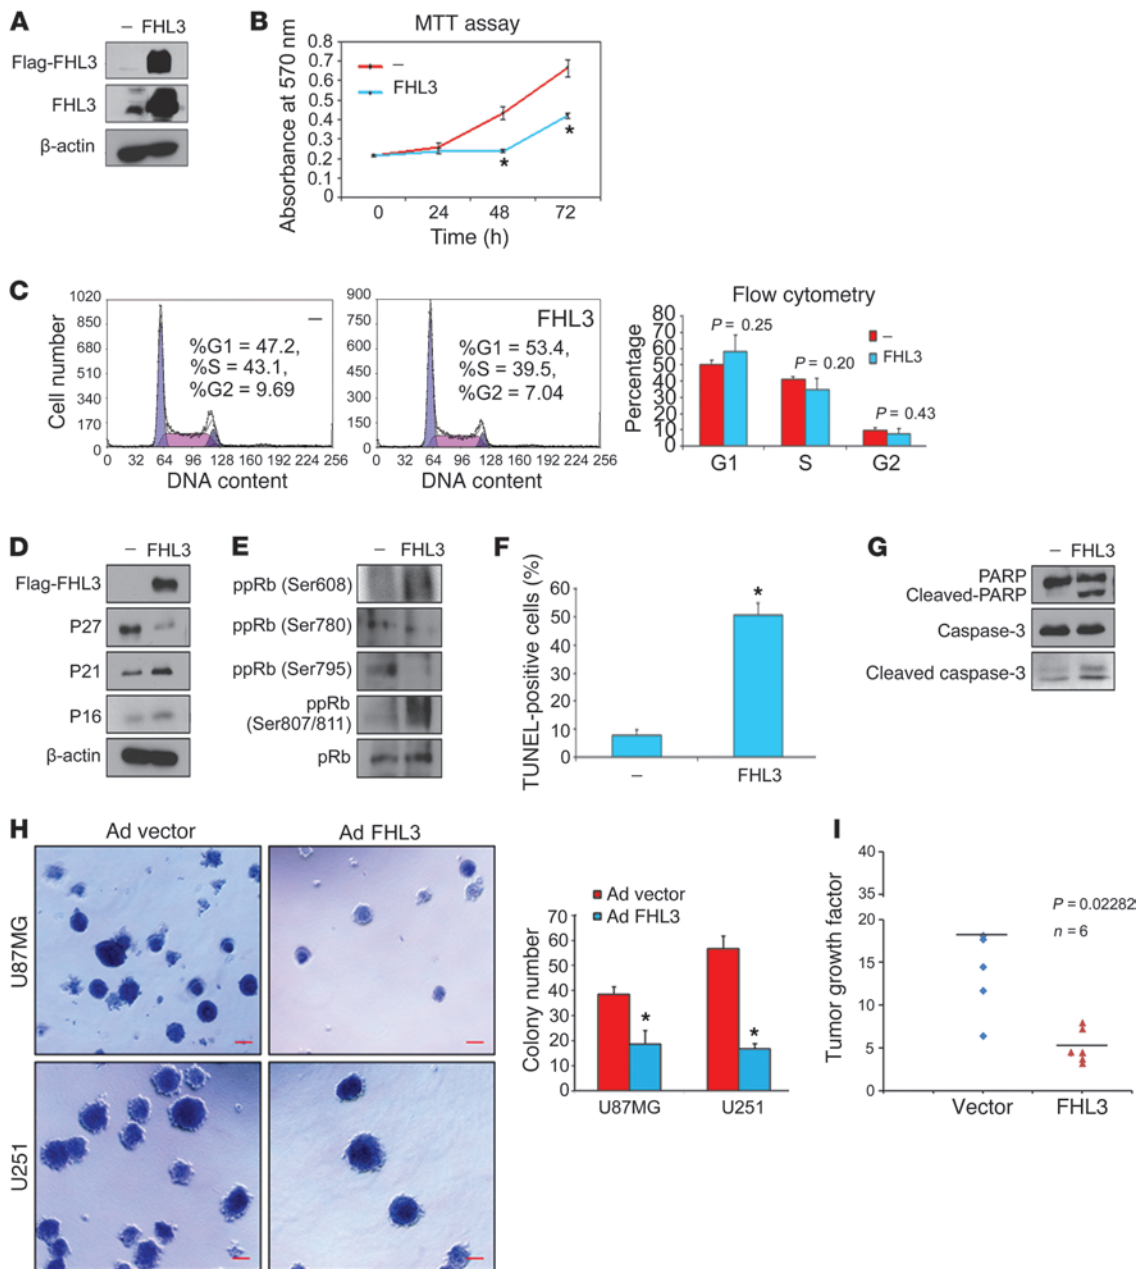 A
– FHL3
Flag-FHL3
FHL3
β-actin
B
MTT assay
Absorbance at 570 nm
0.8
0.7
0.6
0.5
0.4
0.3
0.2
0.1
0
–
FHL3
*
*
0 24 48 72
Time (h)
C
Cell number
1020
850
680
510
340
170
0
–
%G1 = 47.2,
%S = 43.1,
%G2 = 9.69
0 32 64 96 128 160 192 224 256
DNA content
900
750
600
450
300
150
0
FHL3
%G1 = 53.4,
%S = 39.5,
%G2 = 7.04
0 32 64 96 128 160 192 224 256
DNA content
Flow cytometry
Percentage
80
70
60
50
40
30
20
10
0
P = 0.25
P = 0.20
P = 0.43
–
FHL3
G1 S G2
D
– FHL3
Flag-FHL3
P27
P21
P16
β-actin
E
– FHL3
ppRb (Ser608)
ppRb (Ser780)
ppRb (Ser795)
ppRb
(Ser807/811)
pRb
F
TUNEL-positive cells (%)
60
50
40
30
20
10
0
*
– FHL3
G
– FHL3
PARP
Cleaved-PARP
Caspase-3
Cleaved caspase-3
H
Ad vector Ad FHL3
U87MG
U251
Colony number
70
60
50
40
30
20
10
0
Ad vector
Ad FHL3
*
*
U87MG U251
I
Tumor growth factor
40
35
20
15
10
5
0
P = 0.02282
n = 6
Vector FHL3